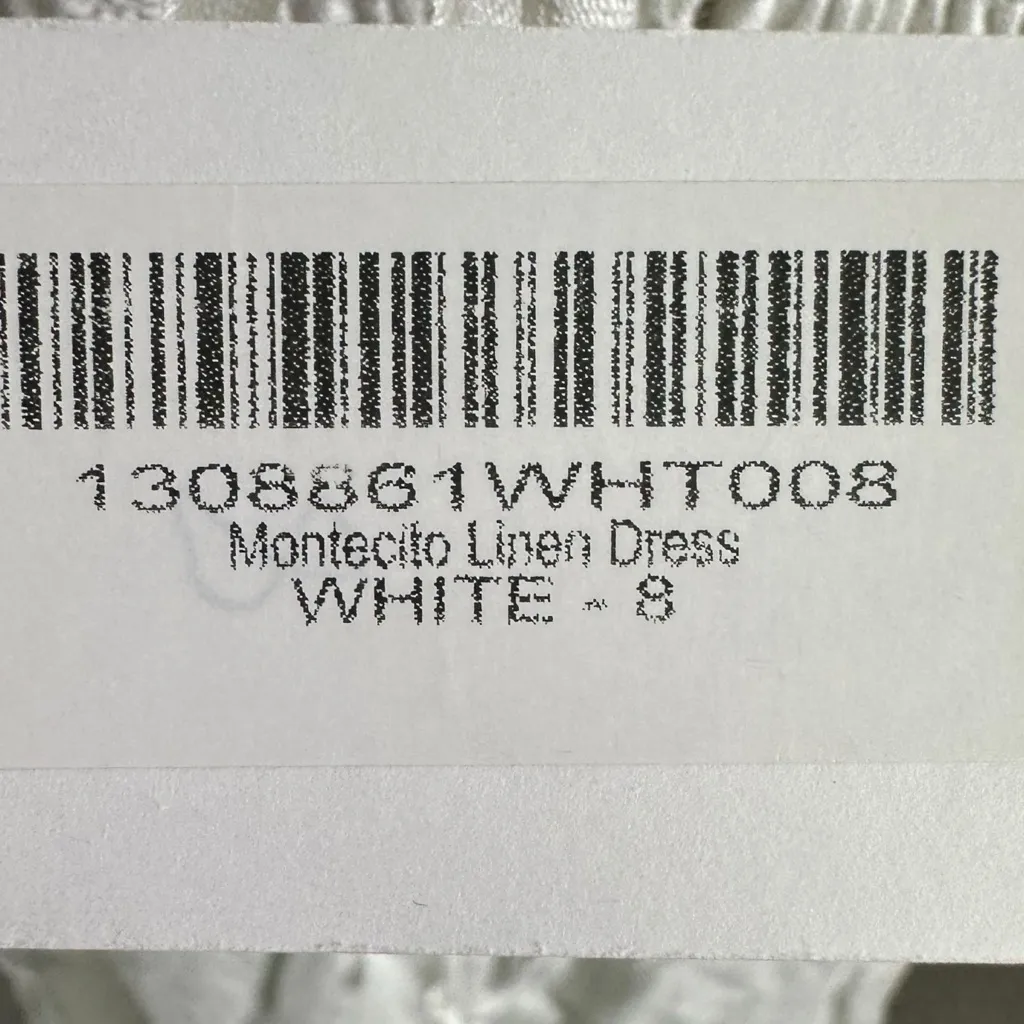 1308861WHT008
Montecito Linen Dress
WHITE - 8